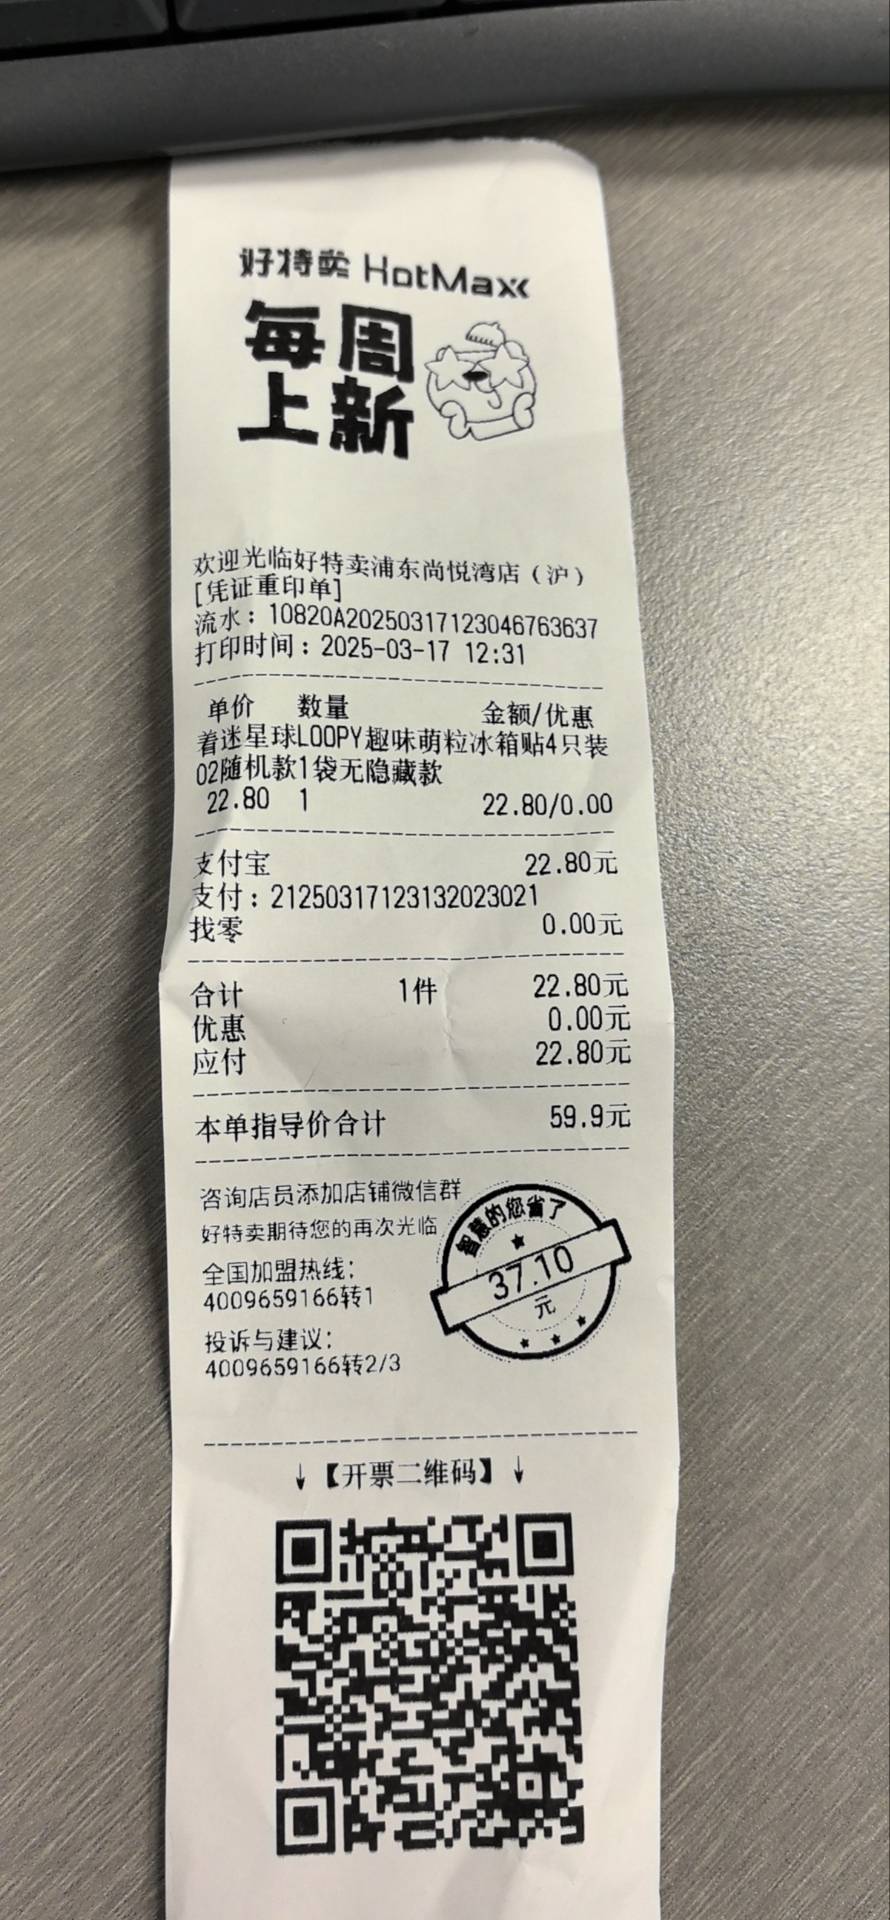 好特卖 HotMaxx
每周
上新
欢迎光临好特卖浦东尚悦湾店（沪）
[凭证重印单]
流水：10820A20250317123046763637
打印时间：2025-03-17 12:31
单价 数量 金额/优惠
着迷星球LOOPY趣味萌粒冰箱贴4只装
02随机款1袋无隐藏款
22.80 1 22.80/0.00
支付宝 22.80元
支付：21250317123132023021
找零 0.00元
合计 1件 22.80元
优惠 0.00元
应付 22.80元
本单指导价合计 59.9元
咨询店员添加店铺微信群
好特卖期待您的再次光临
全国加盟热线：
4009659166转1
投诉与建议：
4009659166转2/3
智慧的您省了
37.10
元
↓【开票二维码】↓